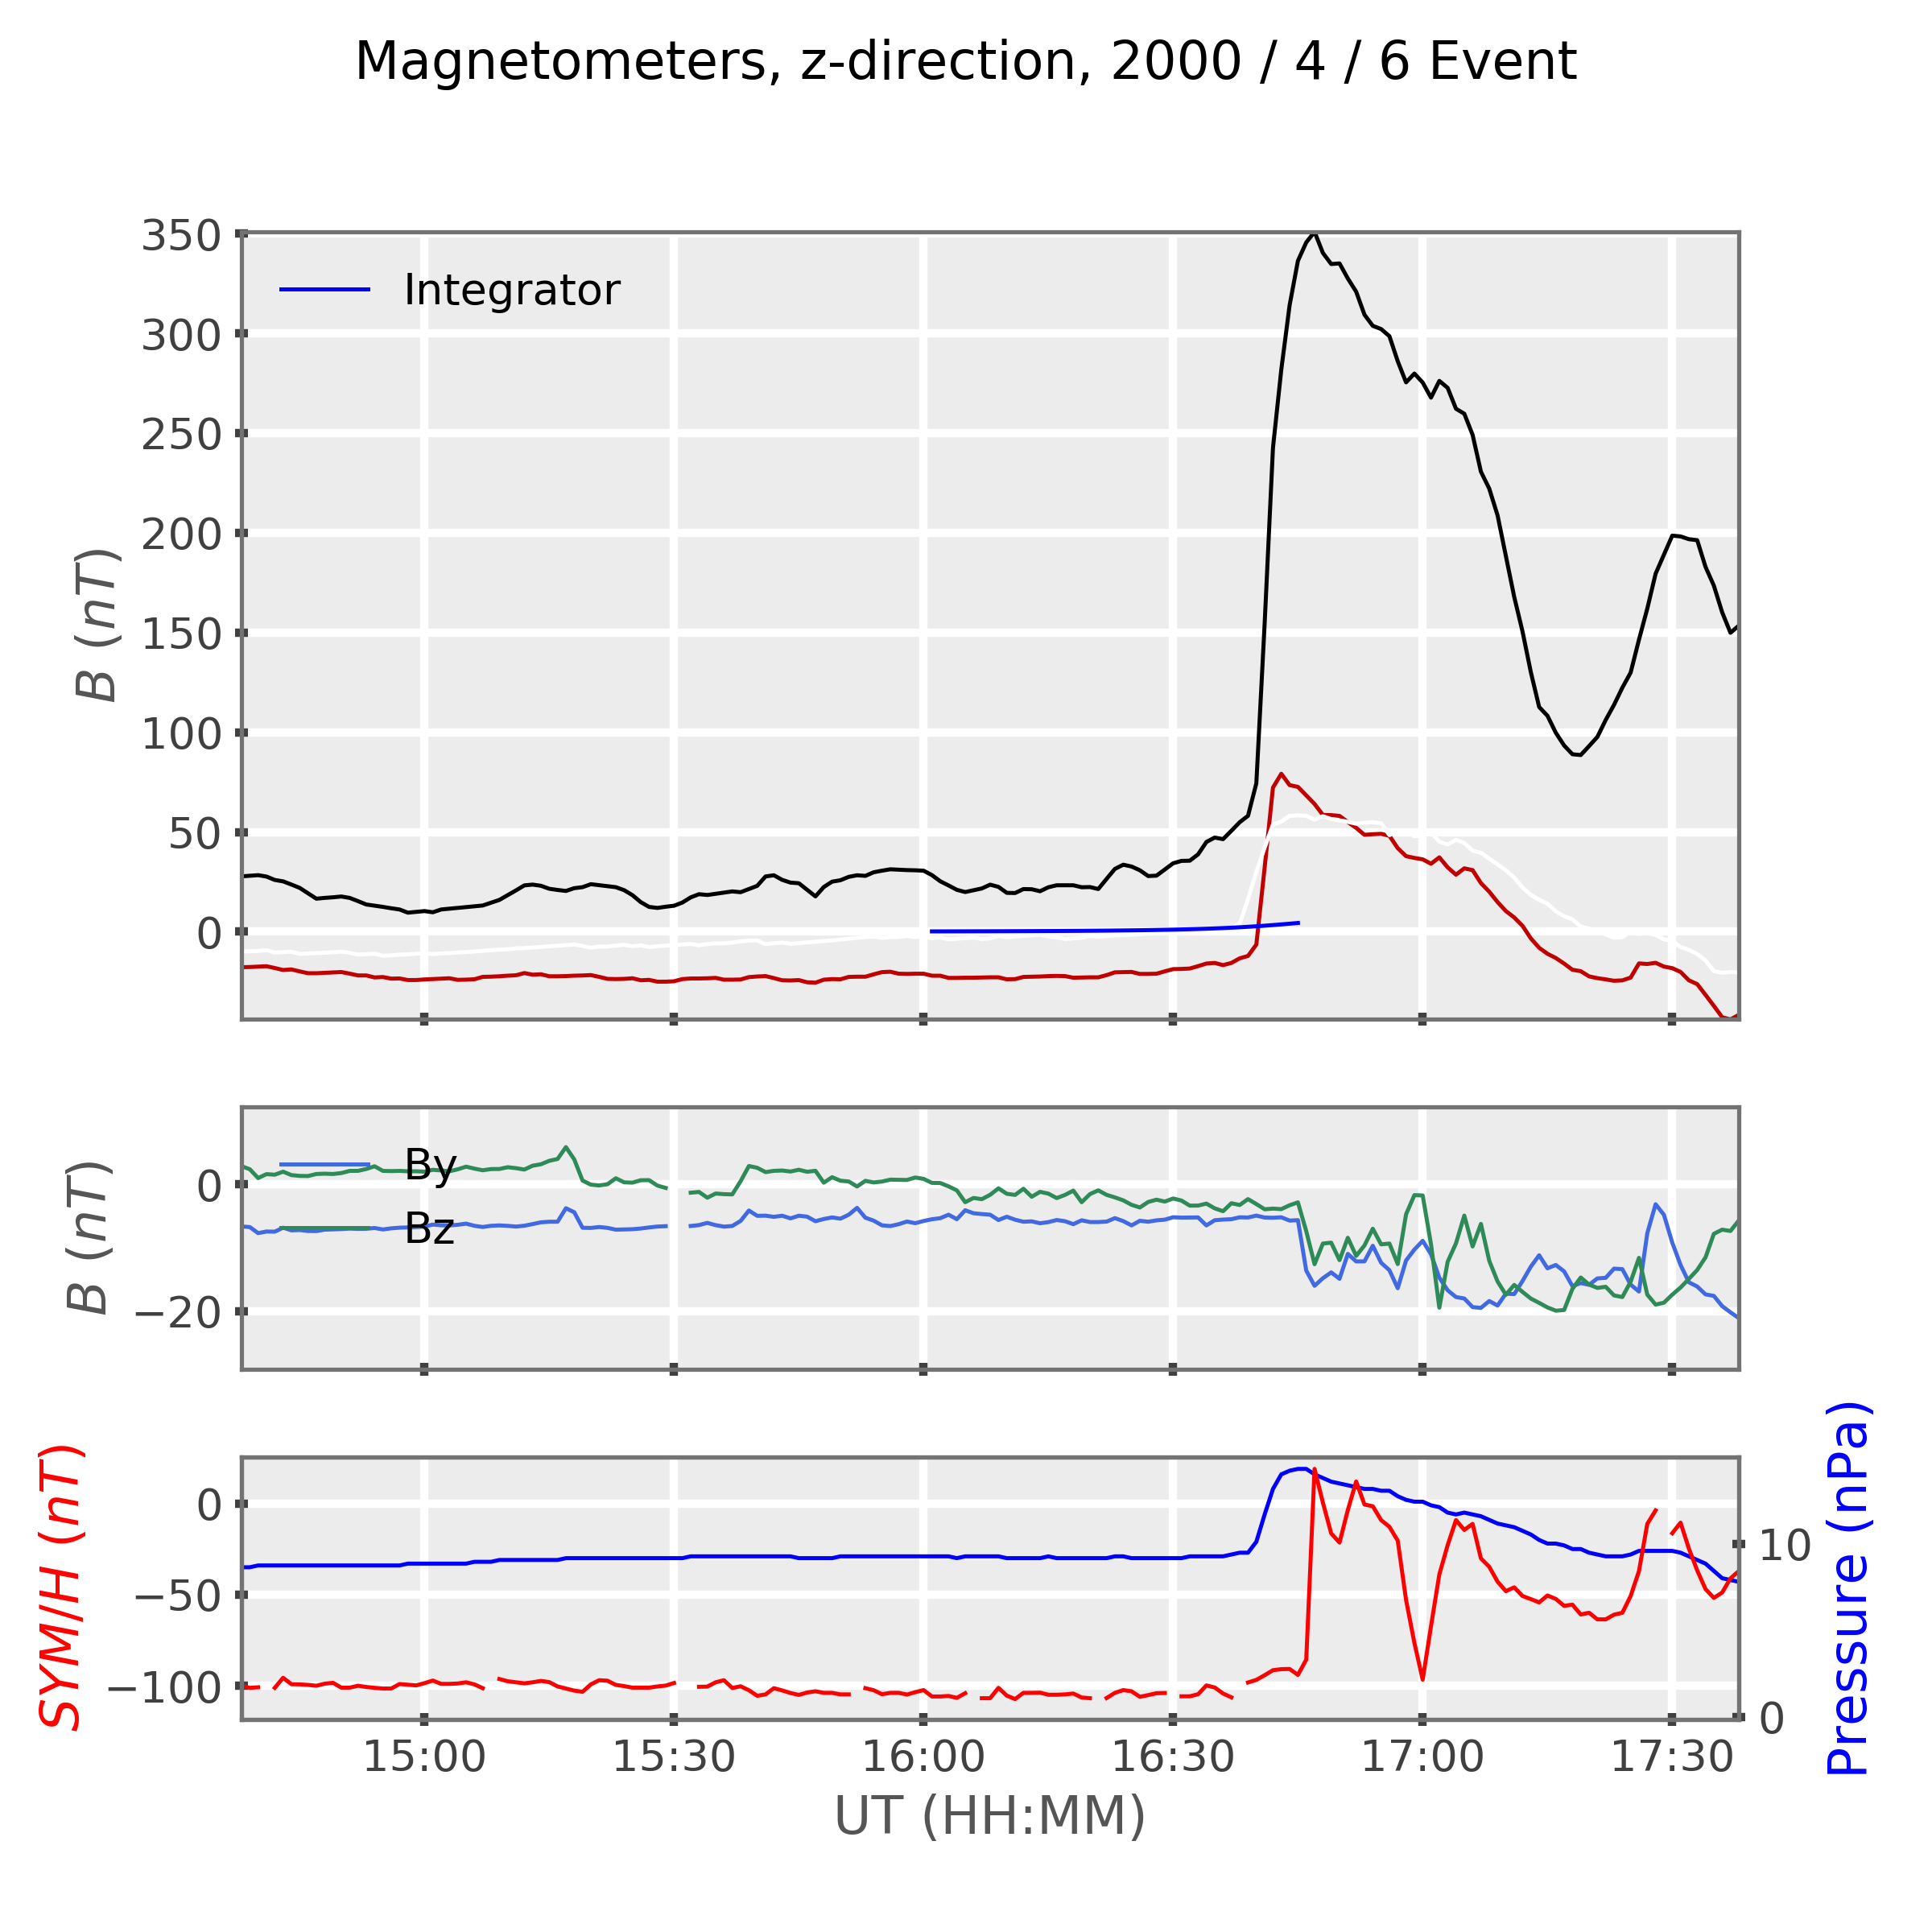 Magnetometers, z-direction, 2000 / 4 / 6 Event
350
300
250
200
150
100
50
0
B (nT)
Integrator
0
−20
B (nT)
By
Bz
0
−50
−100
SYM/H (nT)
10
0
Pressure (nPa)
15:00 15:30 16:00 16:30 17:00 17:30
UT (HH:MM)